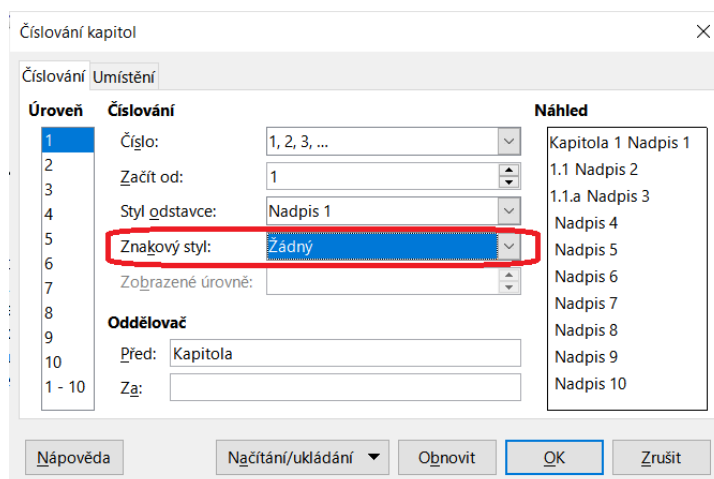 Číslování kapitol
Číslování Umístění
Úroveň
1
2
3
4
5
6
7
8
9
10
1 - 10
Číslování
Číslo: 1, 2, 3, ...
Začít od: 1
Styl odstavce: Nadpis 1
Znakový styl: Žádný
Zobrazené úrovně:
Oddělovač
Před: Kapitola
Za:
Náhled
Kapitola 1 Nadpis 1
1.1 Nadpis 2
1.1.a Nadpis 3
Nadpis 4
Nadpis 5
Nadpis 6
Nadpis 7
Nadpis 8
Nadpis 9
Nadpis 10
Nápověda Načítání/ukládání Obnovit OK Zrušit